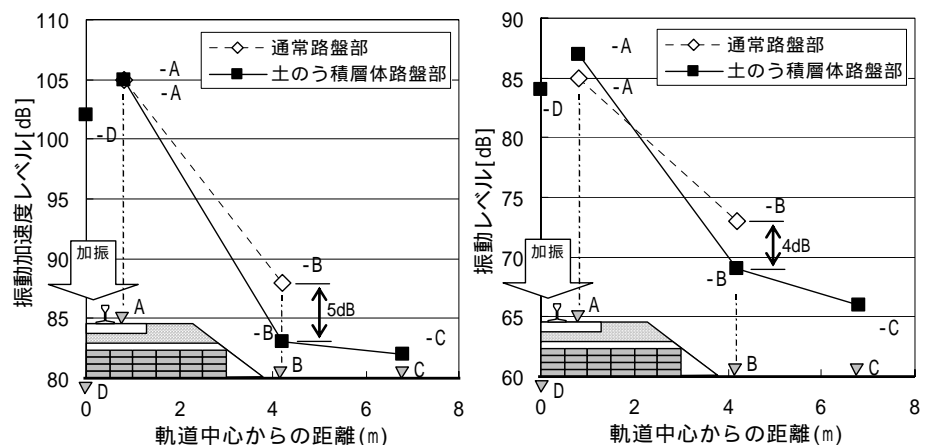 通常路盤部
土のう積層体路盤部
振動加速度レベル[dB]
110
105
100
95
90
85
80
-A
-A
-D
-B
5dB
-B
-C
加振
A
B
C
D
0
2
4
6
8
軌道中心からの距離(m)
通常路盤部
土のう積層体路盤部
振動レベル[dB]
90
85
80
75
70
65
60
-A
-A
-D
-B
4dB
-B
-C
加振
A
B
C
D
0
2
4
6
8
軌道中心からの距離(m)